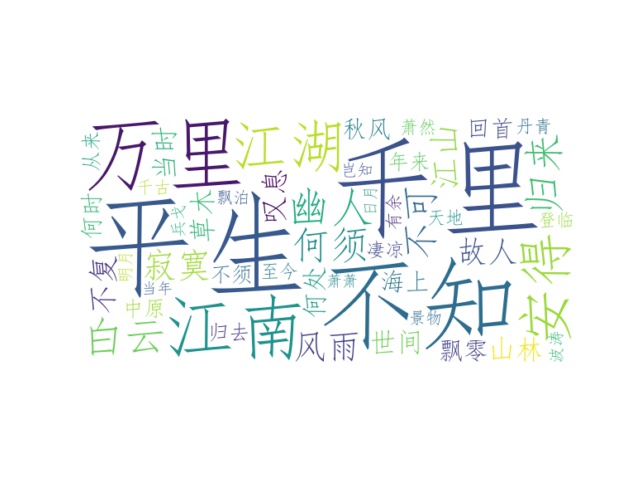 万里
千里
平生
不知
江湖
江南
安得
归来
江山
幽人
何须
不可
白云
寂寞
草木
当时
叹息
风雨
故人
山林
飘零
世间
海上
回首
秋风
不复
何时
何处
从来
中原
归去
不须
至今
凄凉
年来
萧然
丹青
登临
波涛
景物
天地
日月
有余
岂知
千古
飘泊
兵戈
明月
当年
萧萧